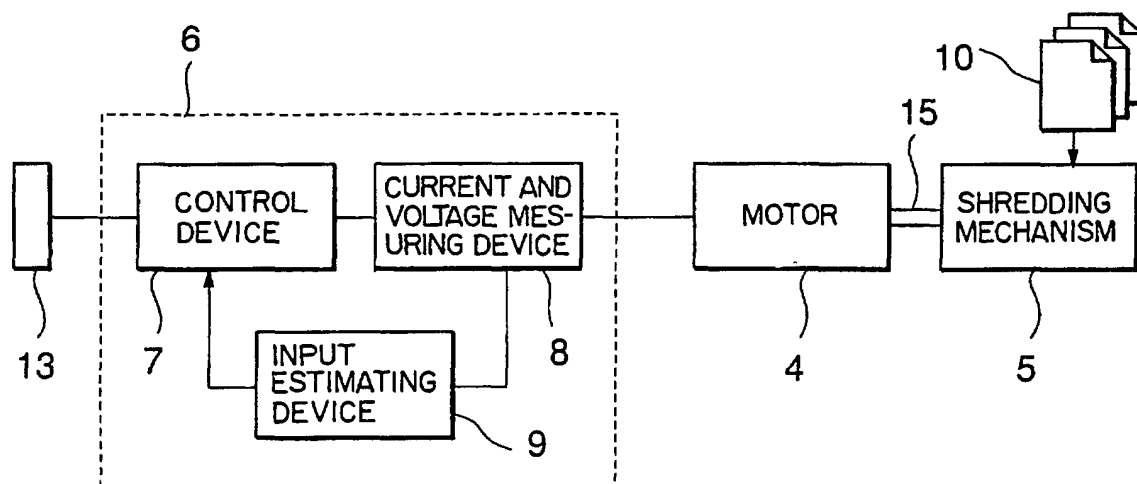 6
10
15
13
CONTROL
DEVICE
CURRENT AND
VOLTAGE MES-
URING DEVICE
MOTOR
SHREDDING
MECHANISM
7
8
4
5
INPUT
ESTIMATING
DEVICE
9